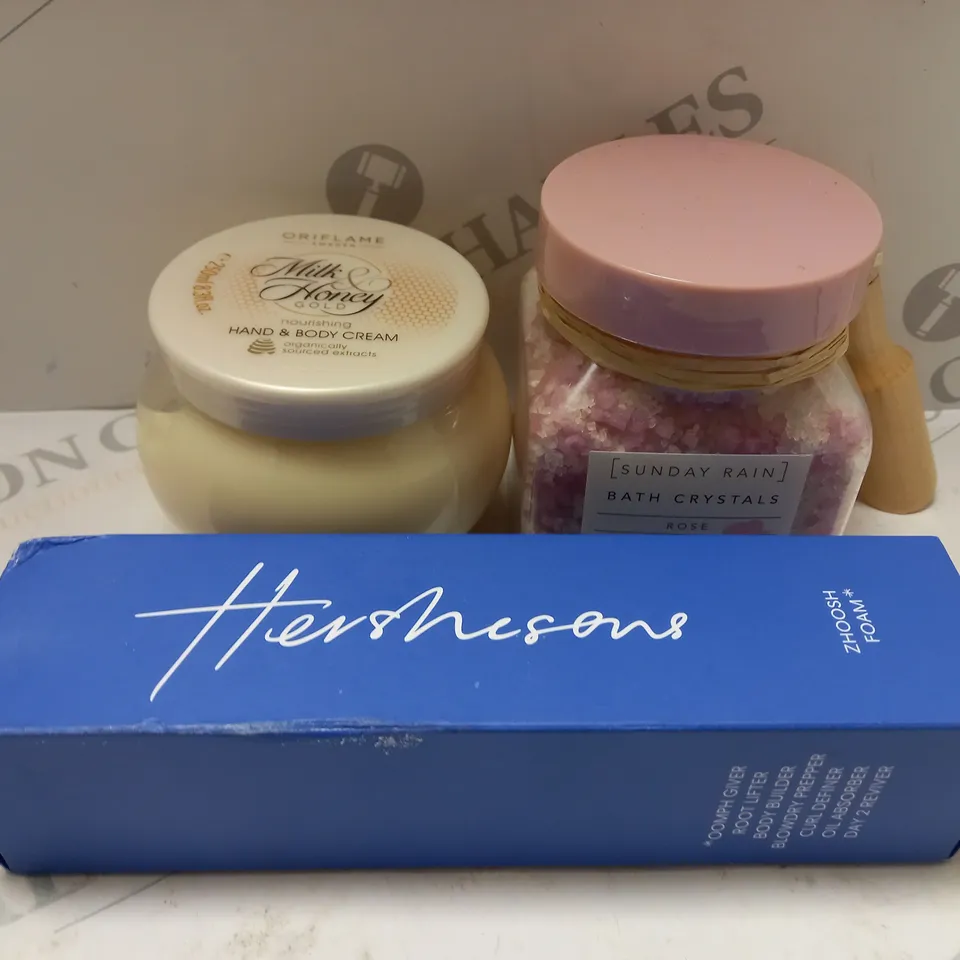 ORIFLAME
SWEDEN
Milk &
Honey
GOLD
nourishing
HAND & BODY CREAM
organically
sourced extracts
[SUNDAY RAIN]
BATH CRYSTALS
ROSE
Hershesons
ZHOOSH
FOAM*
*OOMPH GIVER
ROOT LIFTER
BODY BUILDER
BLOWDRY PREPPER
CURL DEFINER
OIL ABSORBER
DAY 2 REVIVER